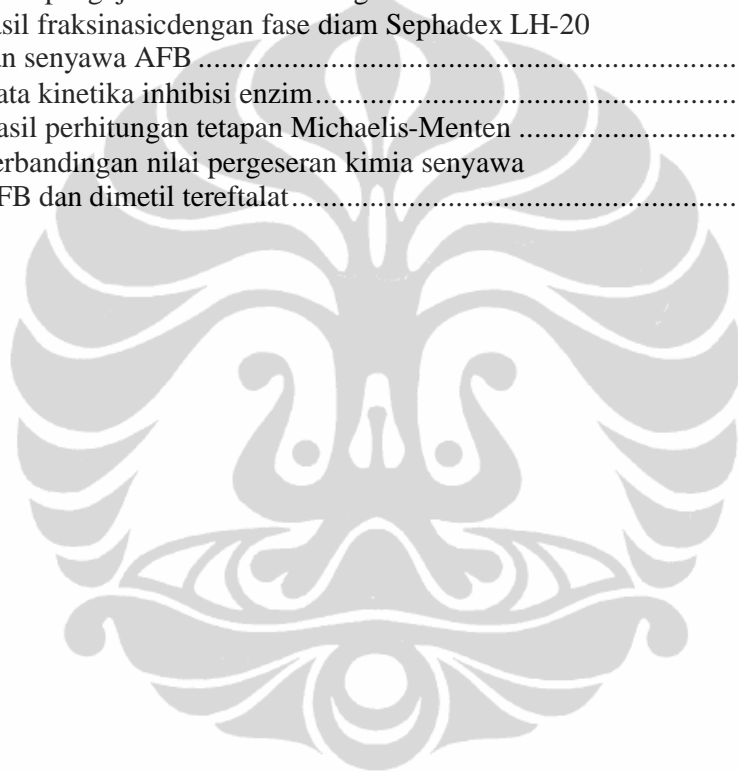 asil fraksinasicdengan fase diam Sephadex LH-20
an senyawa AFB ........................................................................
ata kinetika inhibisi enzim........................................................
asil perhitungan tetapan Michaelis-Menten .............................
erbandingan nilai pergeseran kimia senyawa
FB dan dimetil tereftalat............................................................